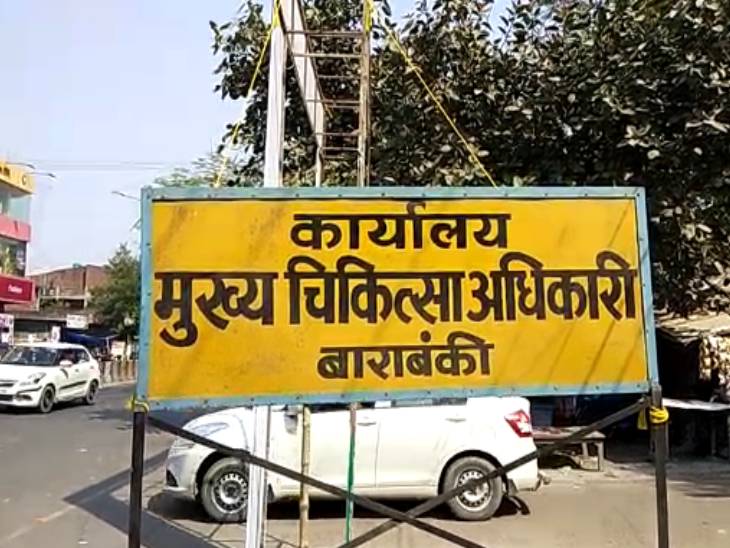 कार्यालय
मुख्य चिकित्सा अधिकारी
बाराबंकी